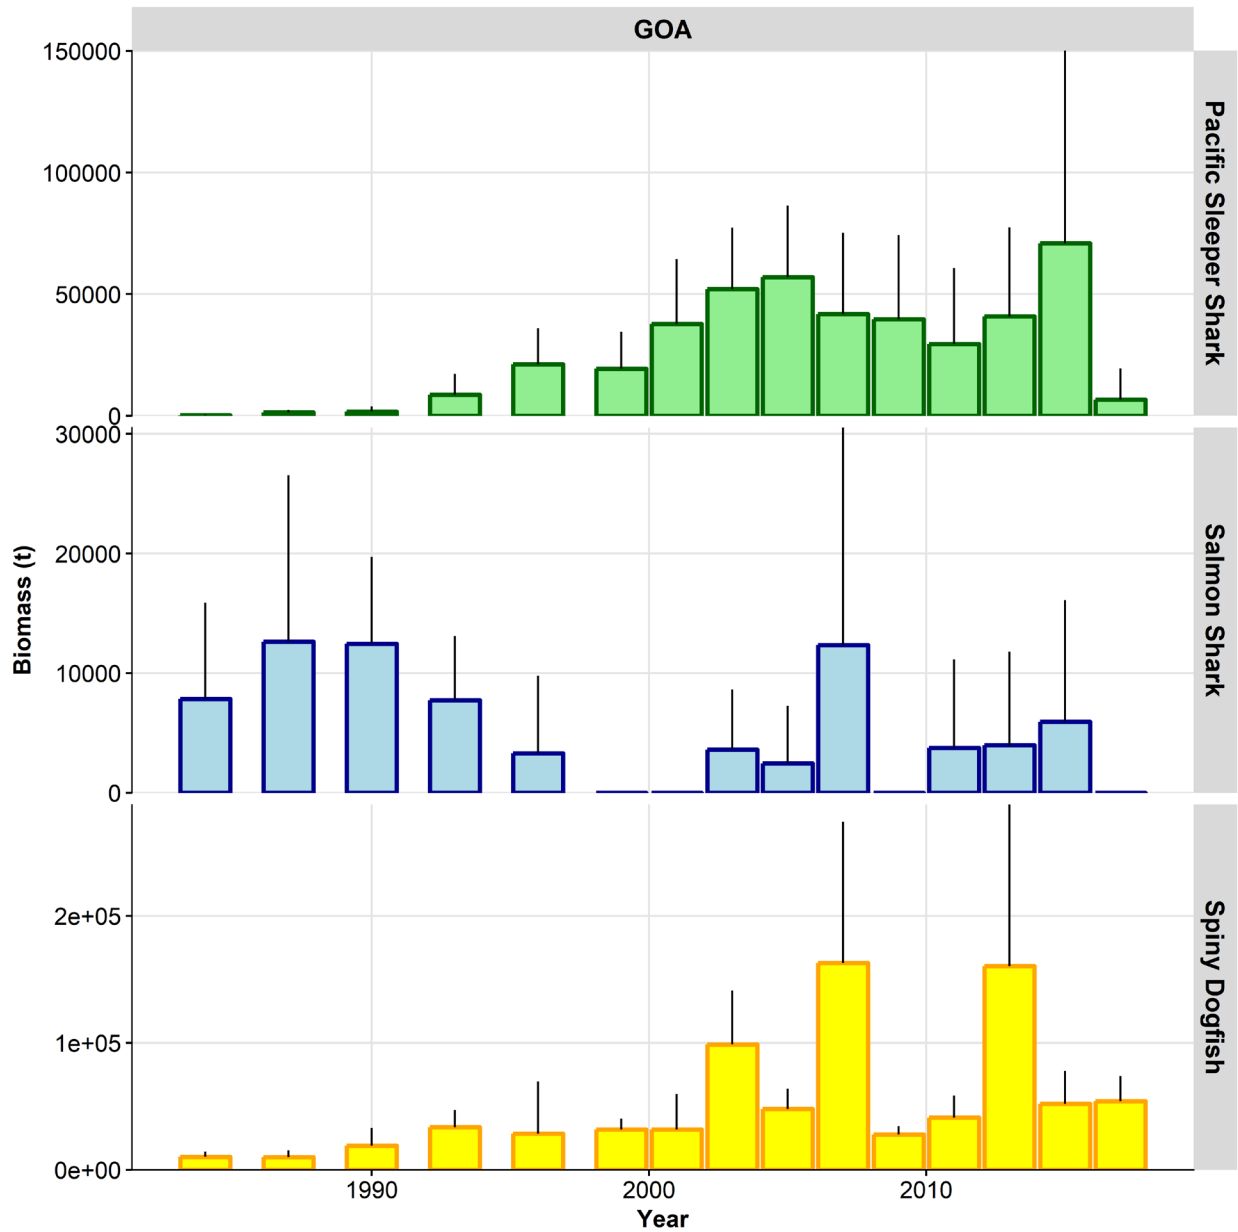 GOA
150000
100000
50000
0
Pacific Sleeper Shark
30000
20000
10000
0
Salmon Shark
Biomass (t)
2e+05
1e+05
0e+00
Spiny Dogfish
1990 2000 2010
Year